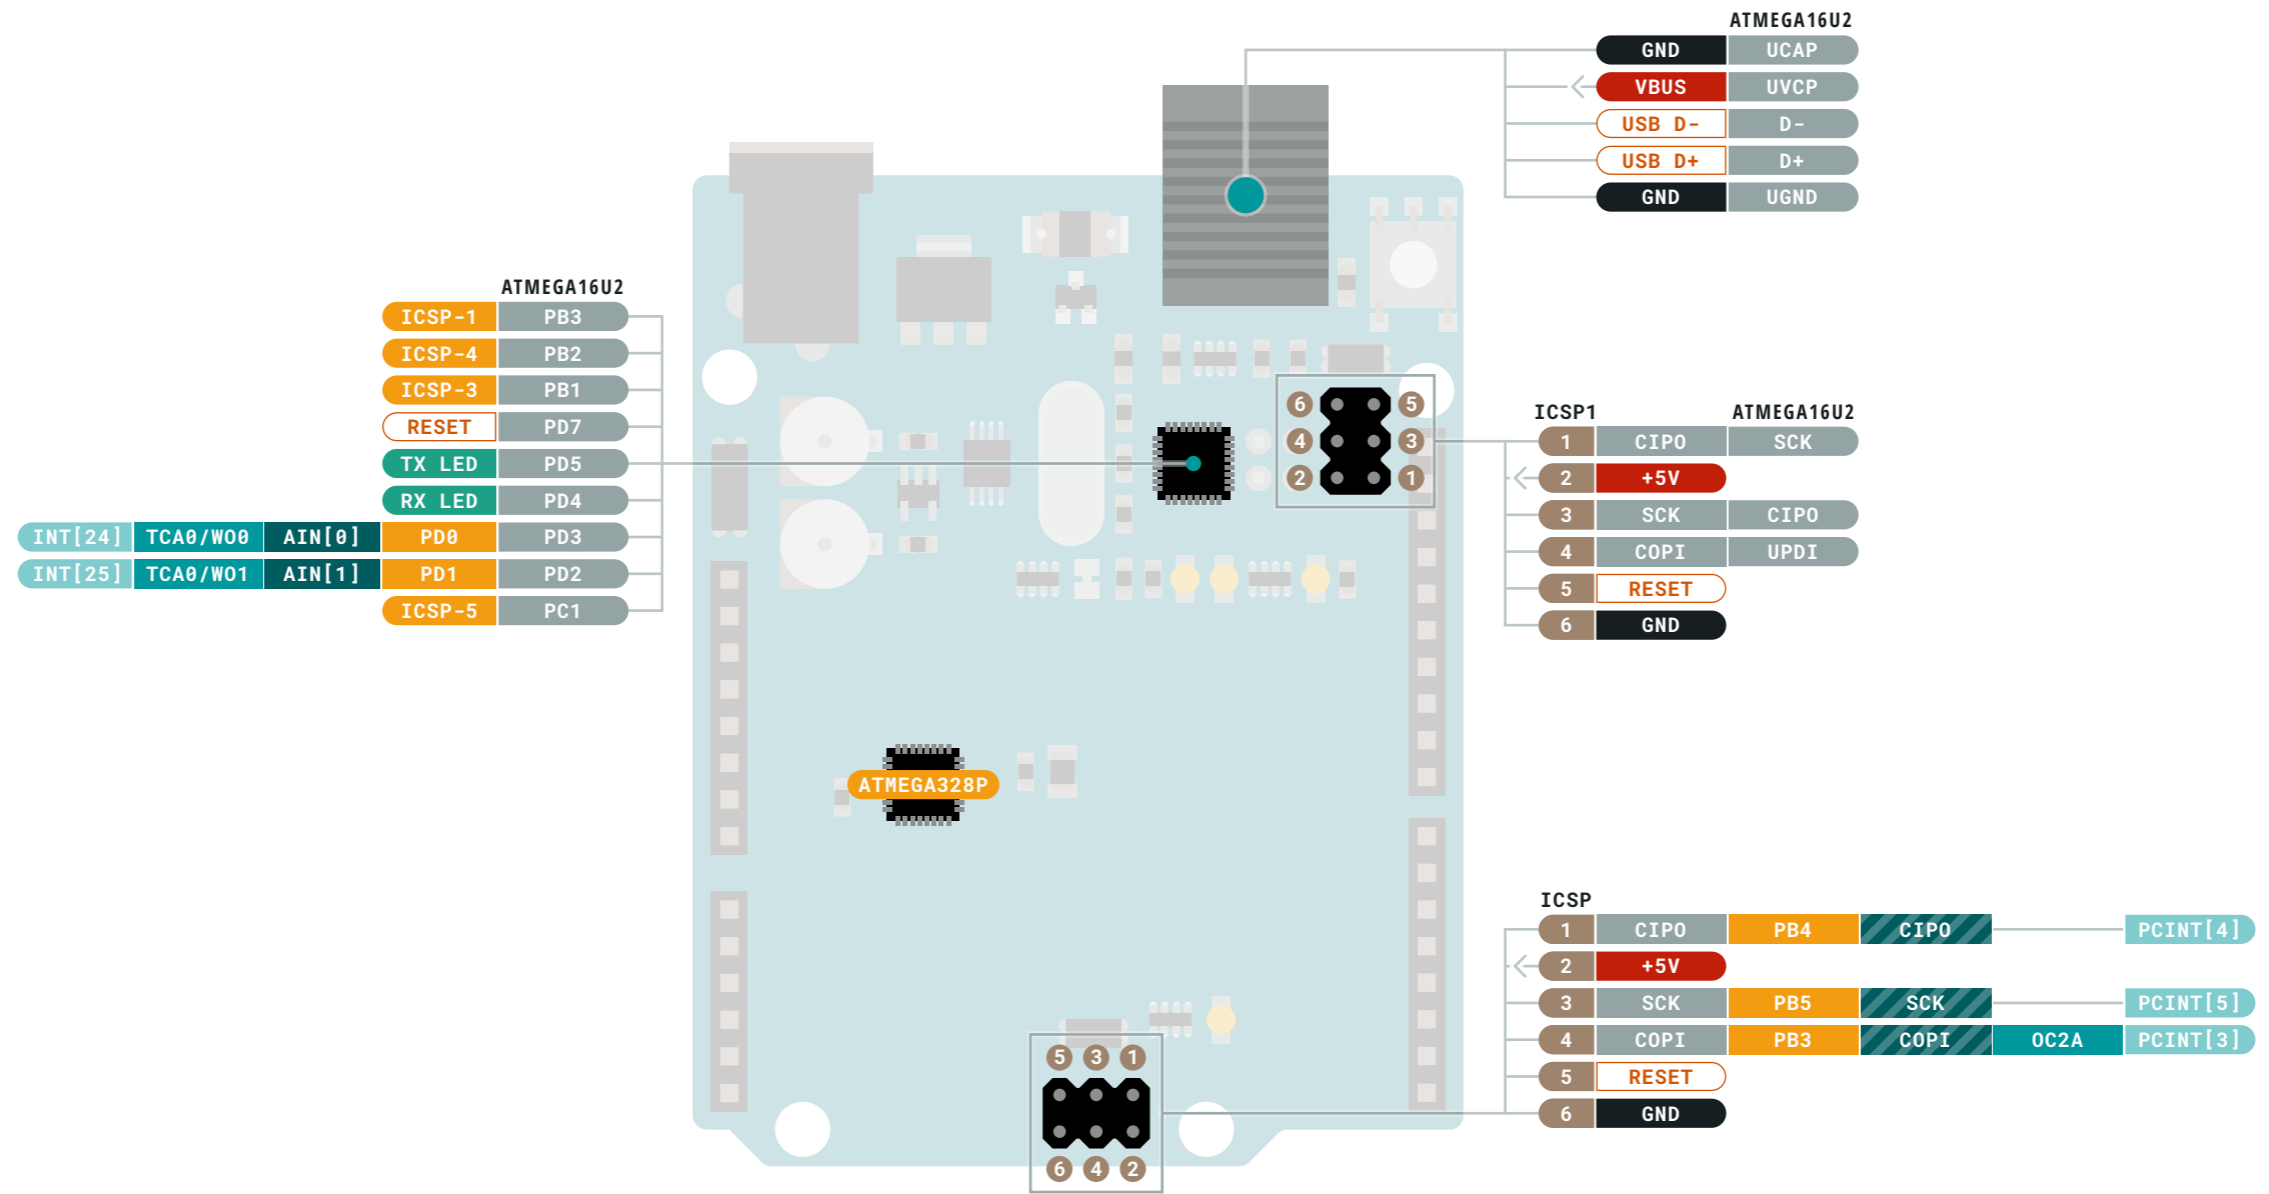 ATMEGA16U2
GND UCAP
VBUS UVCP
USB D- D-
USB D+ D+
GND UGND
ATMEGA16U2
ICSP-1 PB3
ICSP-4 PB2
ICSP-3 PB1
RESET PD7
TX LED PD5
RX LED PD4
INT[24] TCA0/WO0 AIN[0] PD0 PD3
INT[25] TCA0/WO1 AIN[1] PD1 PD2
ICSP-5 PC1
6 5
4 3
2 1
ICSP1 ATMEGA16U2
1 CIPO SCK
2 +5V
3 SCK CIPO
4 COPI UPDI
5 RESET
6 GND
ATMEGA328P
ICSP
1 CIPO PB4 CIPO PCINT[4]
2 +5V
3 SCK PB5 SCK PCINT[5]
4 COPI PB3 COPI OC2A PCINT[3]
5 RESET
6 GND
5 3 1
6 4 2